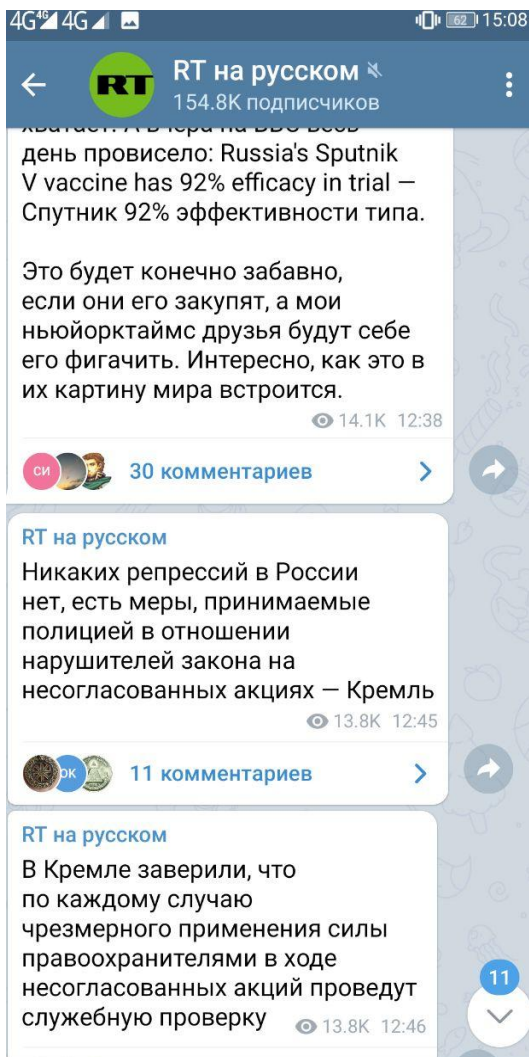 4G 4G 4G 62 15:08
RT RT на русском
154.8K подписчиков
день провисело: Russia's Sputnik
V vaccine has 92% efficacy in trial —
Спутник 92% эффективности типа.
Это будет конечно забавно,
если они его закупят, а мои
ньюйорктаймс друзья будут себе
его фигачить. Интересно, как это в
их картину мира встроится.
14.1K 12:38
СИ 30 комментариев
RT на русском
Никаких репрессий в России
нет, есть меры, принимаемые
полицией в отношении
нарушителей закона на
несогласованных акциях — Кремль
13.8K 12:45
ОК 11 комментариев
RT на русском
В Кремле заверили, что
по каждому случаю
чрезмерного применения силы
правоохранителями в ходе
несогласованных акций проведут
служебную проверку 13.8K 12:46
11